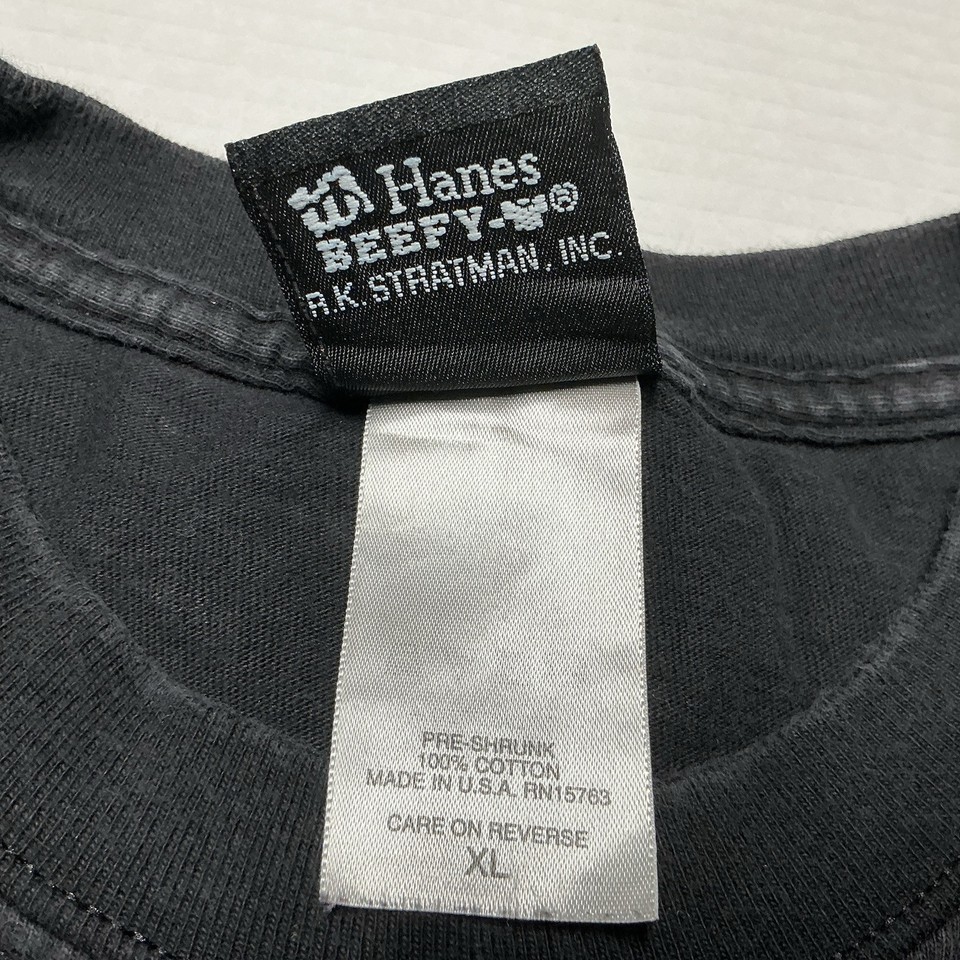 Hanes
BEEFY-®
R.K. STRATMAN, INC.
PRE-SHRUNK
100% COTTON
MADE IN U.S.A. RN15763
CARE ON REVERSE
XL